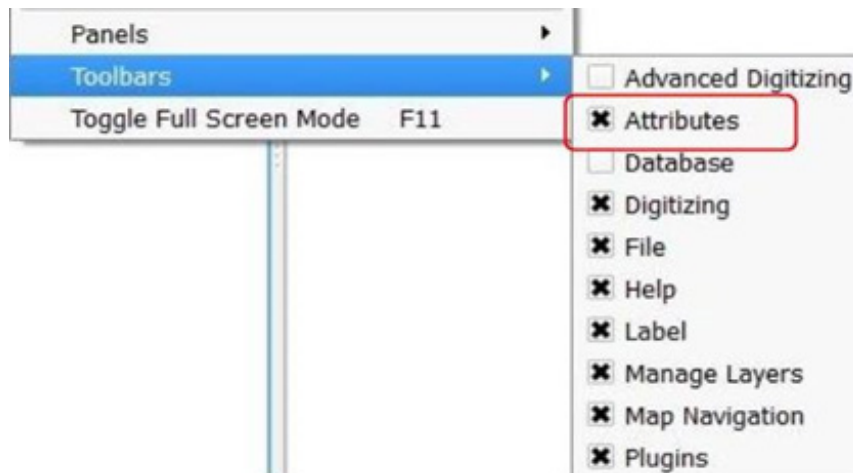 Panels
Toolbars
Toggle Full Screen Mode F11
Advanced Digitizing
Attributes
Database
Digitizing
File
Help
Label
Manage Layers
Map Navigation
Plugins